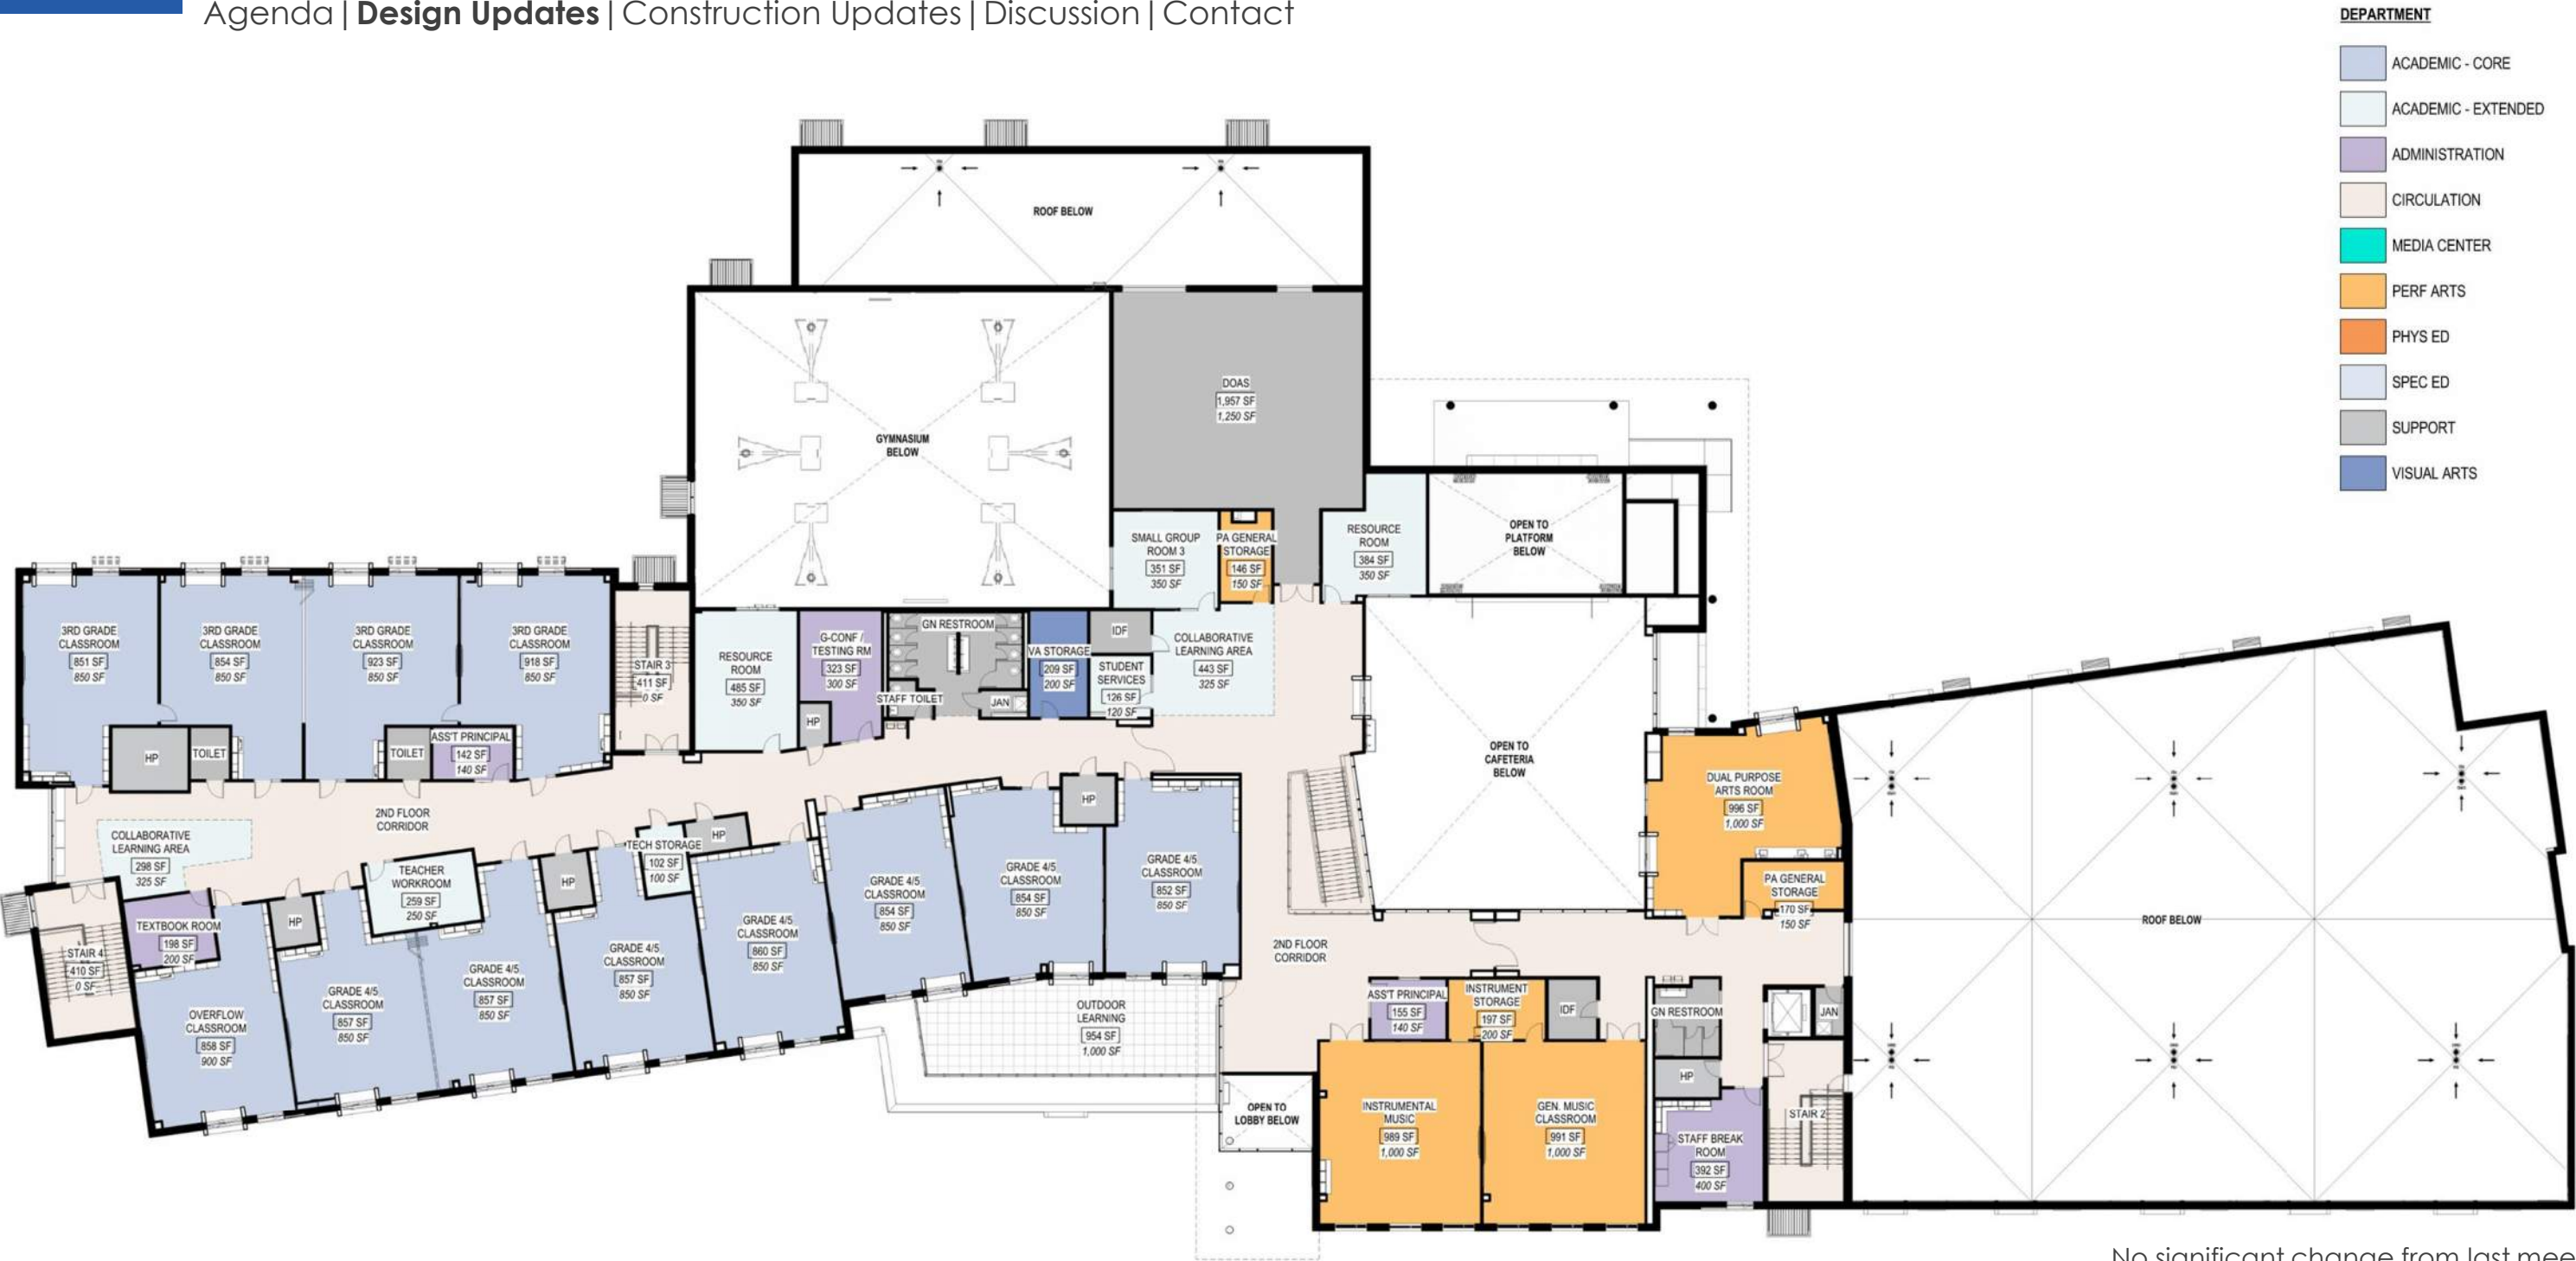 Agenda|Design Updates|Construction Updates|Discussion|Contact
DEPARTMENT
ACADEMIC - CORE
ACADEMIC - EXTENDED
ADMINISTRATION
CIRCULATION
MEDIA CENTER
PERF ARTS
PHYS ED
SPEC ED
SUPPORT
VISUAL ARTS
ROOF BELOW
GYMNASIUM
BELOW
DOAS
1,957 SF
1,250 SF
SMALL GROUP
ROOM 3
351 SF
350 SF
PA GENERAL
STORAGE
146 SF
150 SF
RESOURCE
ROOM
384 SF
350 SF
OPEN TO
PLATFORM
BELOW
3RD GRADE
CLASSROOM
851 SF
850 SF
3RD GRADE
CLASSROOM
854 SF
850 SF
3RD GRADE
CLASSROOM
923 SF
850 SF
3RD GRADE
CLASSROOM
918 SF
850 SF
STAIR 3
411 SF
0 SF
RESOURCE
ROOM
485 SF
350 SF
G-CONF /
TESTING RM
323 SF
300 SF
HP
GN RESTROOM
STAFF TOILET
JAN
VA STORAGE
209 SF
200 SF
IDF
STUDENT
SERVICES
126 SF
120 SF
COLLABORATIVE
LEARNING AREA
443 SF
325 SF
HP
TOILET
TOILET
ASS'T PRINCIPAL
142 SF
140 SF
OPEN TO
CAFETERIA
BELOW
DUAL PURPOSE
ARTS ROOM
996 SF
1,000 SF
2ND FLOOR
CORRIDOR
COLLABORATIVE
LEARNING AREA
298 SF
325 SF
TEACHER
WORKROOM
259 SF
250 SF
HP
HP
TECH STORAGE
102 SF
100 SF
HP
HP
GRADE 4/5
CLASSROOM
854 SF
850 SF
GRADE 4/5
CLASSROOM
854 SF
850 SF
GRADE 4/5
CLASSROOM
852 SF
850 SF
PA GENERAL
STORAGE
170 SF
150 SF
ROOF BELOW
STAIR 4
410 SF
0 SF
TEXTBOOK ROOM
198 SF
200 SF
OVERFLOW
CLASSROOM
858 SF
900 SF
GRADE 4/5
CLASSROOM
857 SF
850 SF
GRADE 4/5
CLASSROOM
857 SF
850 SF
GRADE 4/5
CLASSROOM
857 SF
850 SF
GRADE 4/5
CLASSROOM
860 SF
850 SF
2ND FLOOR
CORRIDOR
OUTDOOR
LEARNING
954 SF
1,000 SF
ASS'T PRINCIPAL
155 SF
140 SF
INSTRUMENT
STORAGE
197 SF
200 SF
IDF
GN RESTROOM
JAN
HP
OPEN TO
LOBBY BELOW
INSTRUMENTAL
MUSIC
989 SF
1,000 SF
GEN. MUSIC
CLASSROOM
991 SF
1,000 SF
STAFF BREAK
ROOM
392 SF
400 SF
STAIR 2
No significant change from last mee